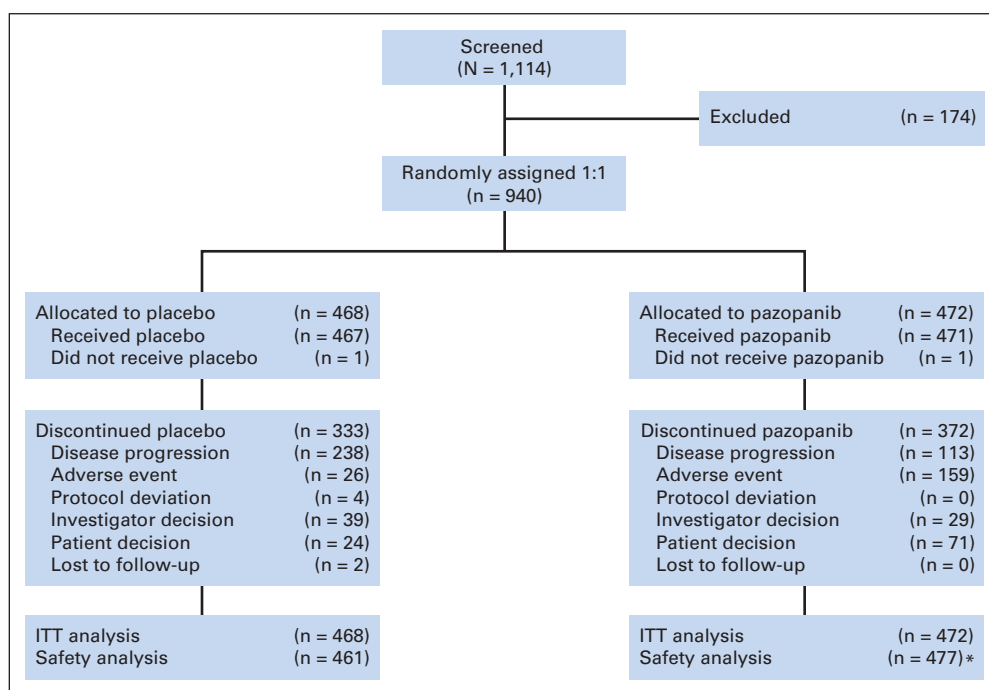 Screened
(N = 1,114)
Excluded (n = 174)
Randomly assigned 1:1
(n = 940)
Allocated to placebo (n = 468)
Received placebo (n = 467)
Did not receive placebo (n = 1)
Allocated to pazopanib (n = 472)
Received pazopanib (n = 471)
Did not receive pazopanib (n = 1)
Discontinued placebo (n = 333)
Disease progression (n = 238)
Adverse event (n = 26)
Protocol deviation (n = 4)
Investigator decision (n = 39)
Patient decision (n = 24)
Lost to follow-up (n = 2)
Discontinued pazopanib (n = 372)
Disease progression (n = 113)
Adverse event (n = 159)
Protocol deviation (n = 0)
Investigator decision (n = 29)
Patient decision (n = 71)
Lost to follow-up (n = 0)
ITT analysis (n = 468)
Safety analysis (n = 461)
ITT analysis (n = 472)
Safety analysis (n = 477)*